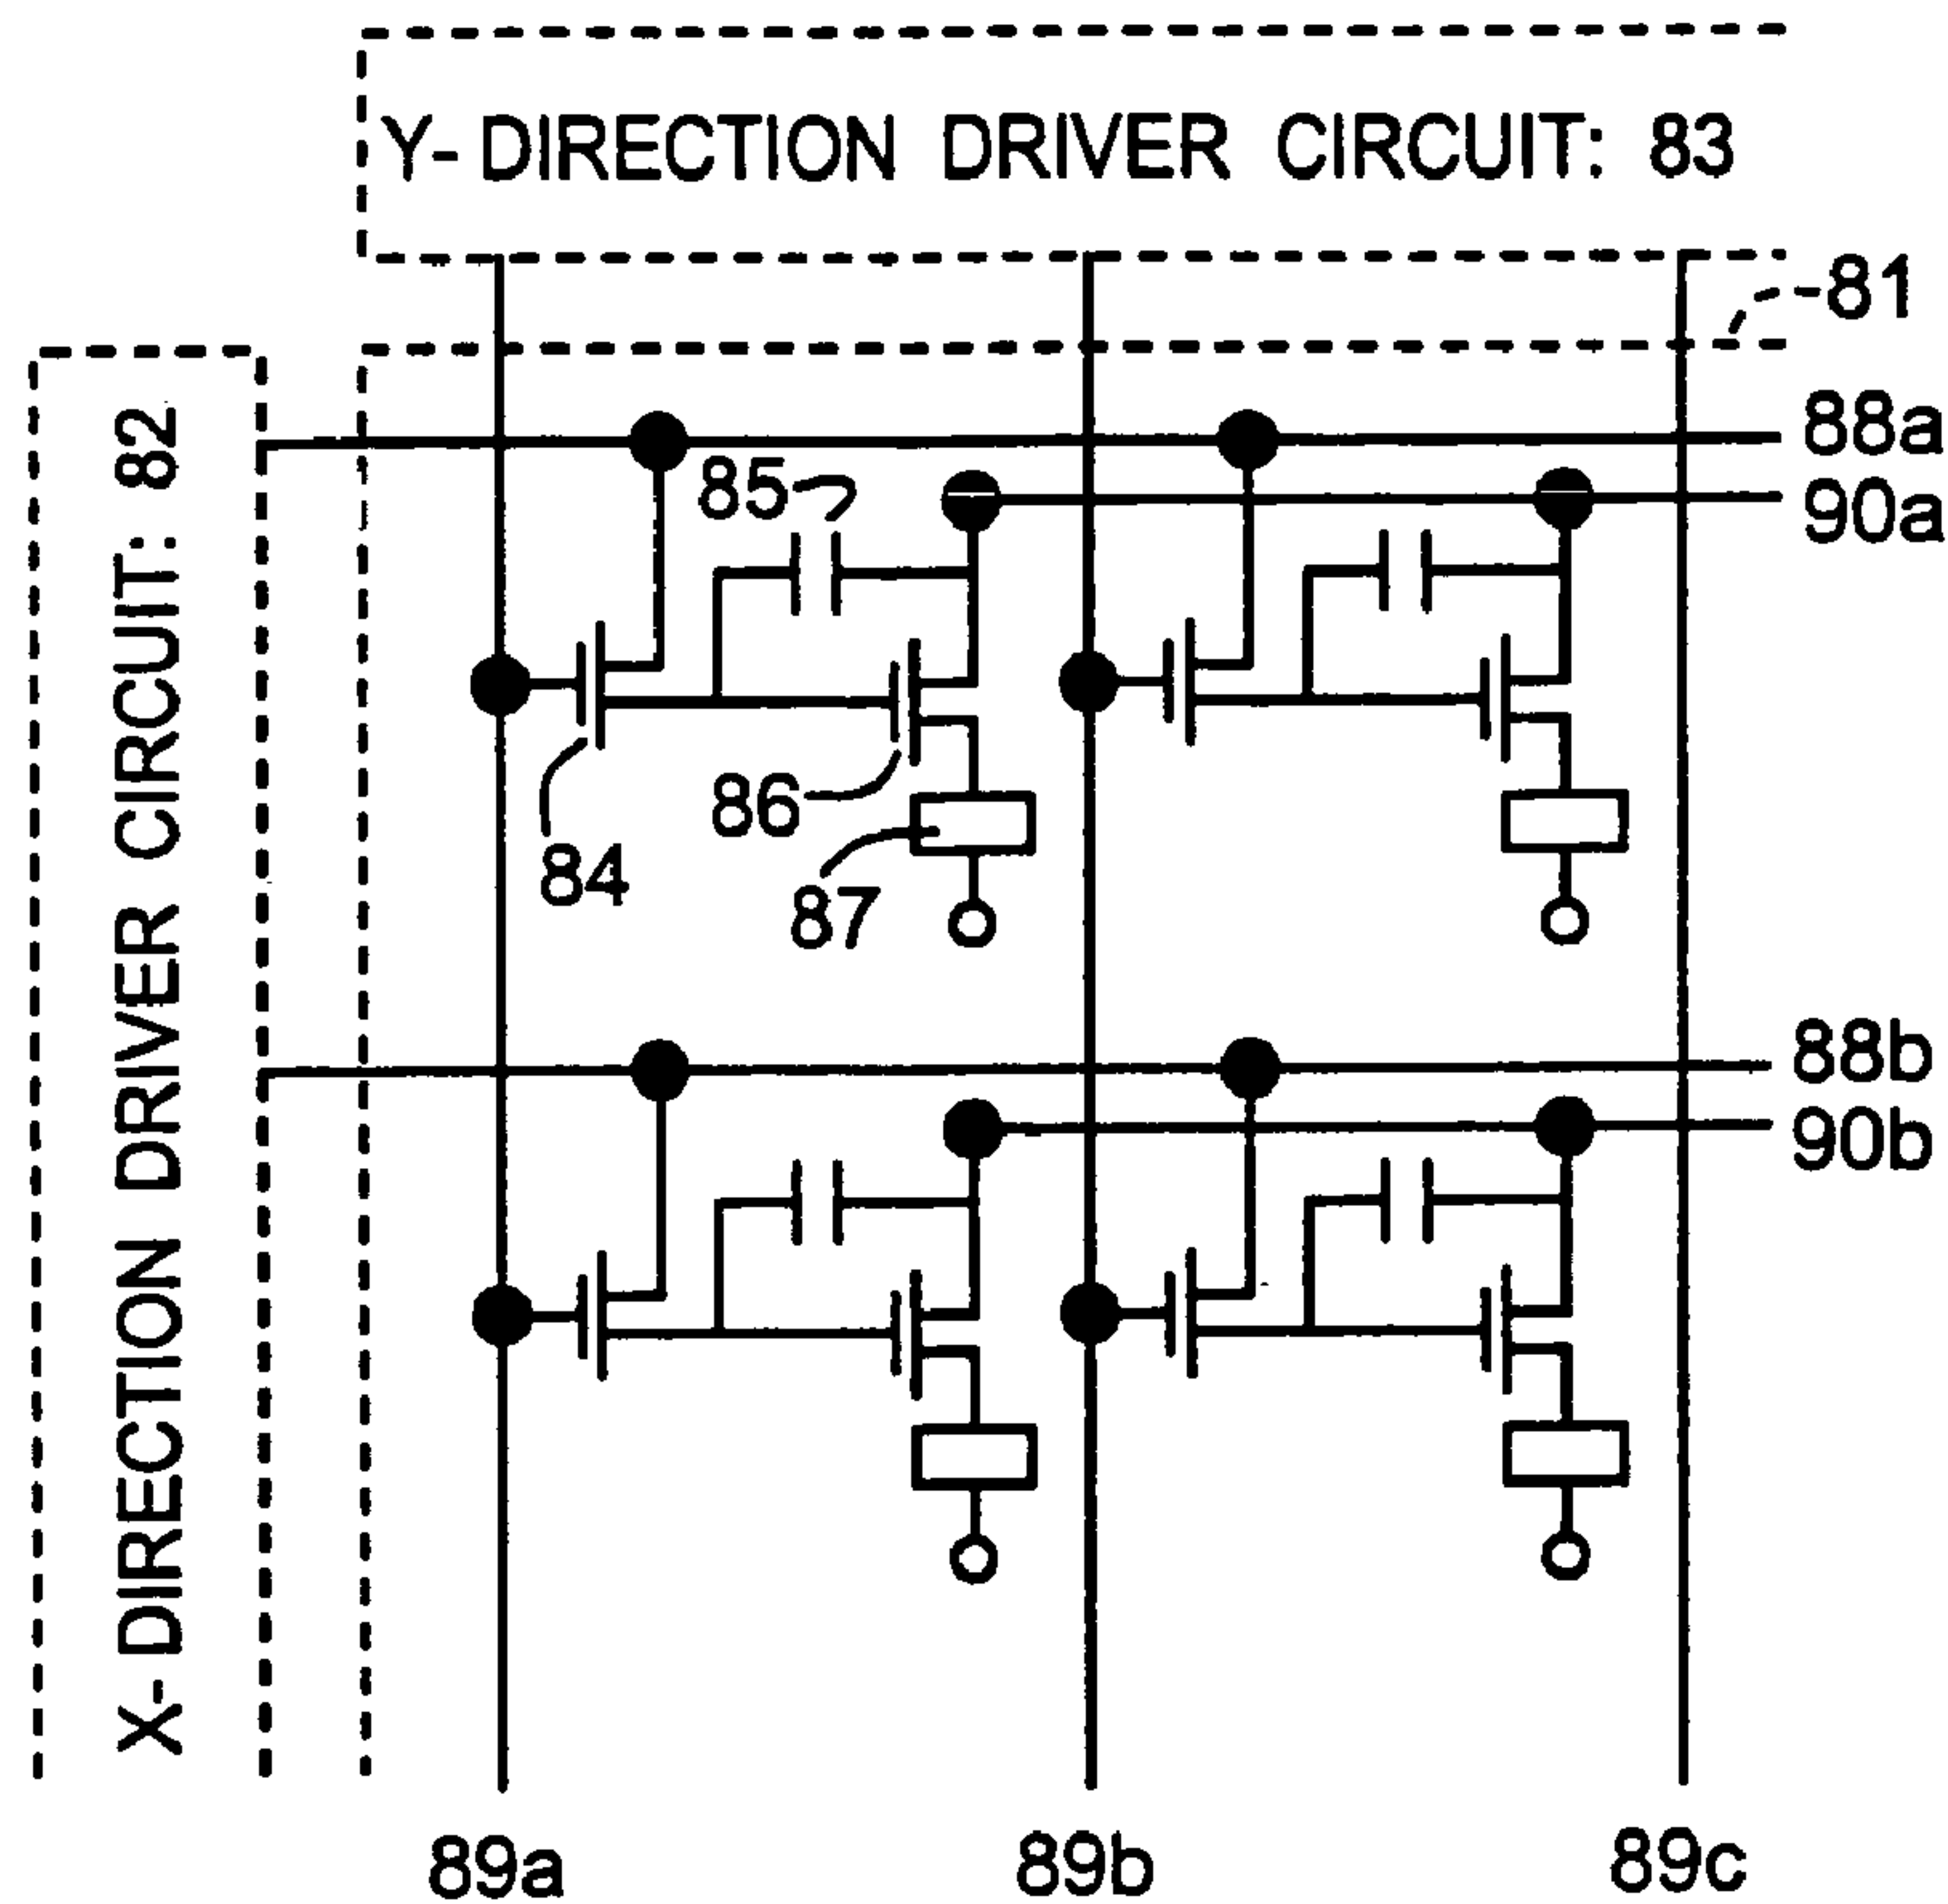 Y- DIRECTION DRIVER CIRCUIT: 83
81
X- DIRECTION DRIVER CIRCUIT: 82
88a
85
90a
86
84
87
88b
90b
89a
89b
89c